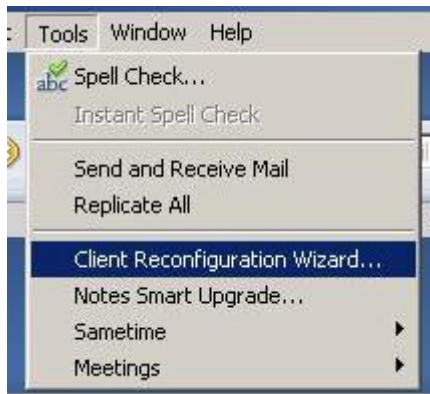 Tools Window Help
abc Spell Check...
Instant Spell Check
Send and Receive Mail
Replicate All
Client Reconfiguration Wizard...
Notes Smart Upgrade...
Sametime
Meetings